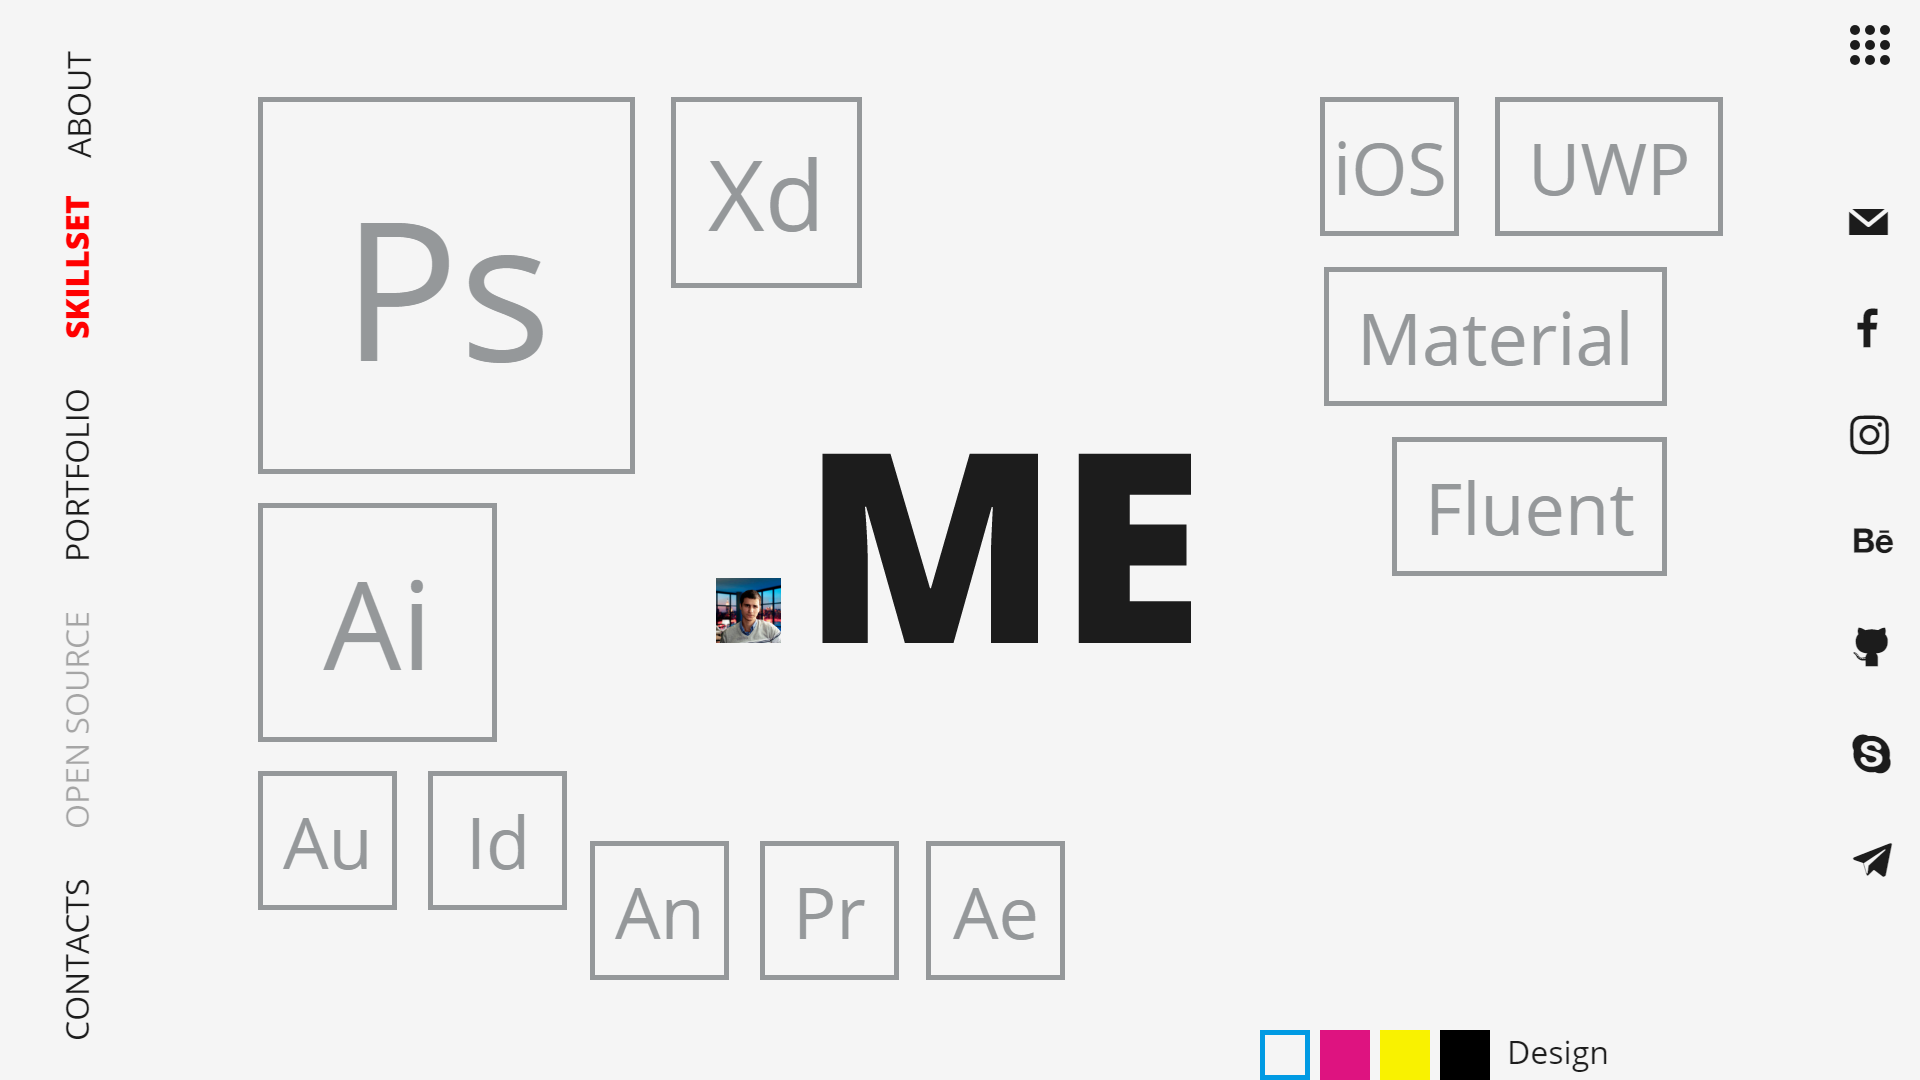 ABOUT
SKILLSET
PORTFOLIO
OPEN SOURCE
CONTACTS
Ps
Xd
iOS
UWP
Material
Fluent
ME
Ai
Au
Id
An
Pr
Ae
Bē
Design